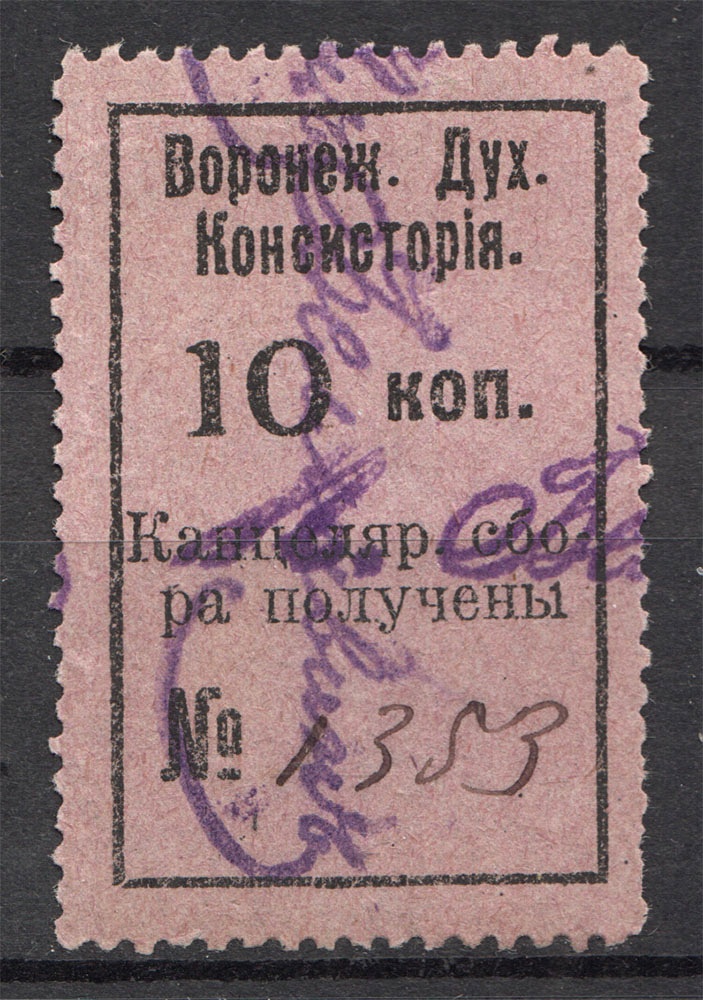 Воронеж. Дух.
Консисторія.
10 коп.
Канцеляр. сбо-
ра получены
№ 1353